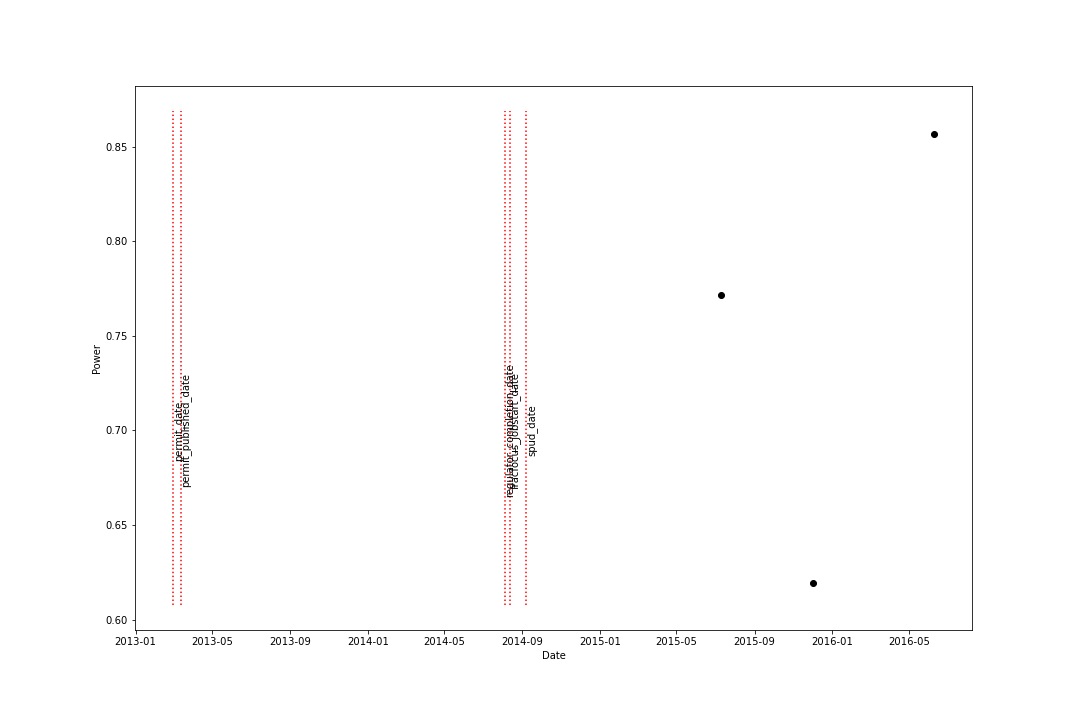 0.85
0.80
0.75
0.70
0.65
0.60
Power
permit_date
permit_published_date
regulator_completion_date
fracfocus_jobstart_date
spud_date
2013-01 2013-05 2013-09 2014-01 2014-05 2014-09 2015-01 2015-05 2015-09 2016-01 2016-05
Date